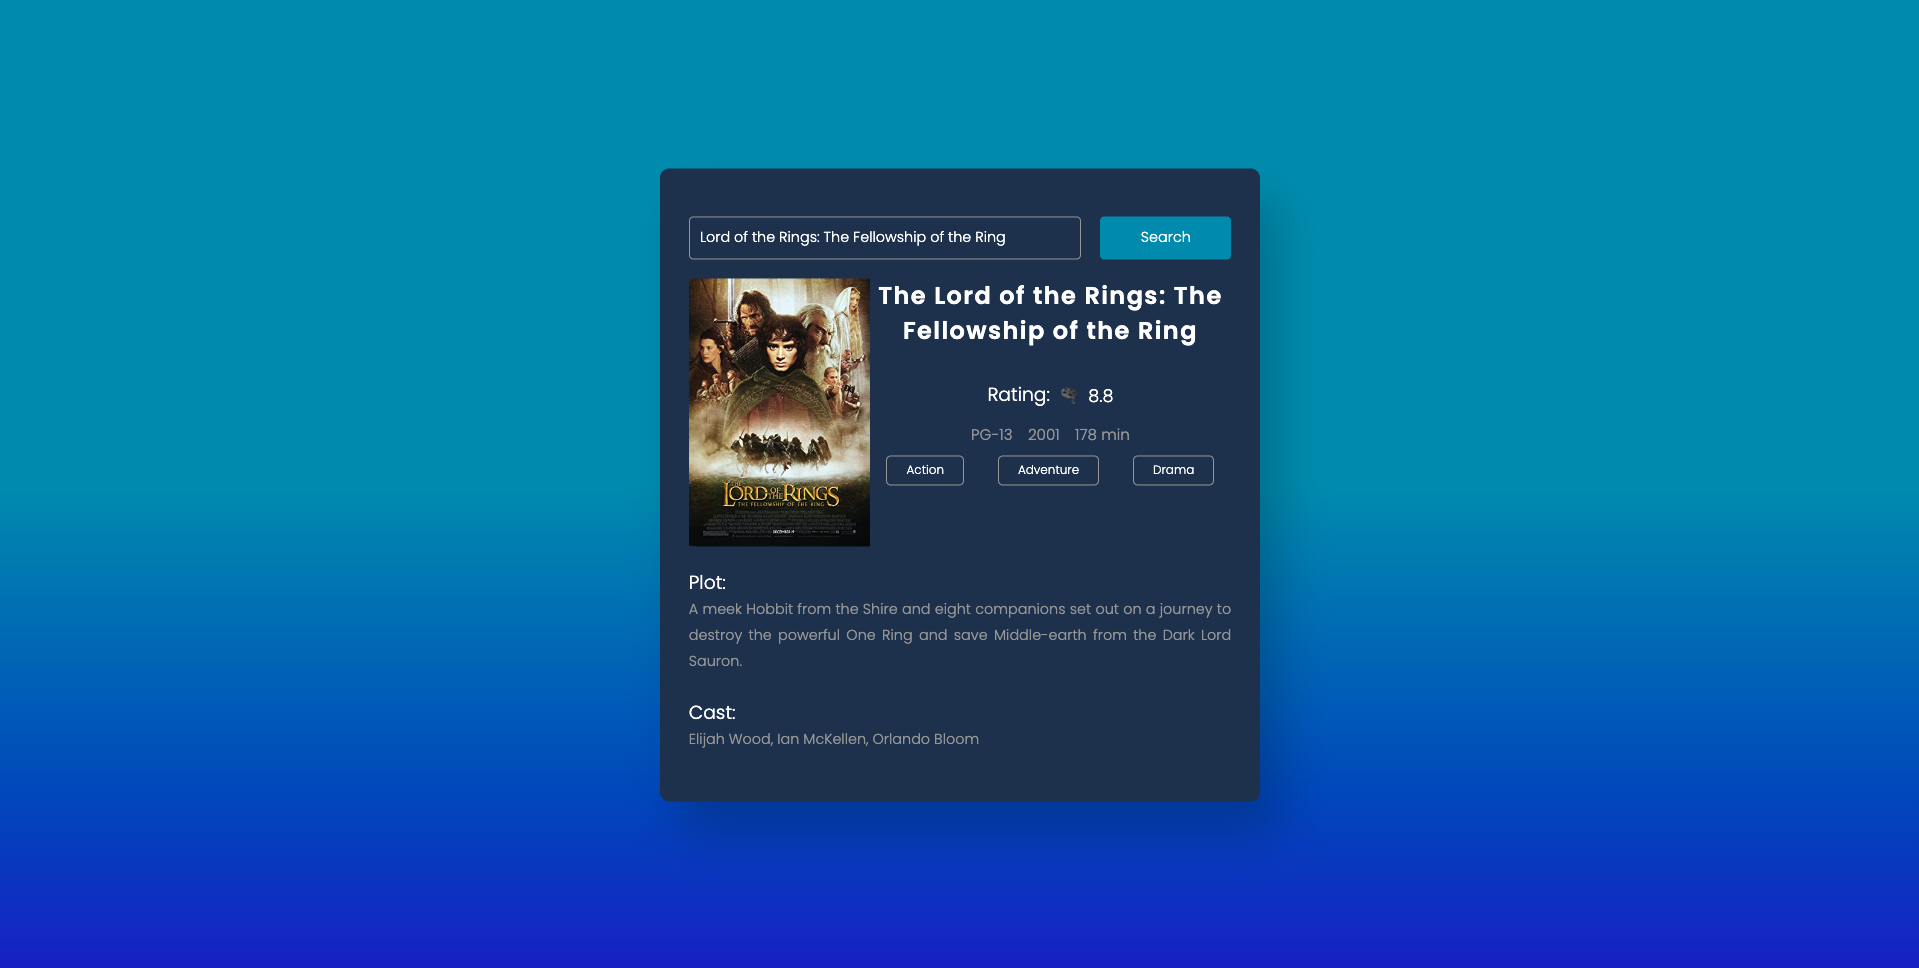 Lord of the Rings: The Fellowship of the Ring
Search
The Lord of the Rings: The
Fellowship of the Ring
Rating: 8.8
PG-13 2001 178 min
Action Adventure Drama
THE
LORD OF THE RINGS
THE FELLOWSHIP OF THE RING
Plot:
A meek Hobbit from the Shire and eight companions set out on a journey to
destroy the powerful One Ring and save Middle-earth from the Dark Lord
Sauron.
Cast:
Elijah Wood, Ian McKellen, Orlando Bloom